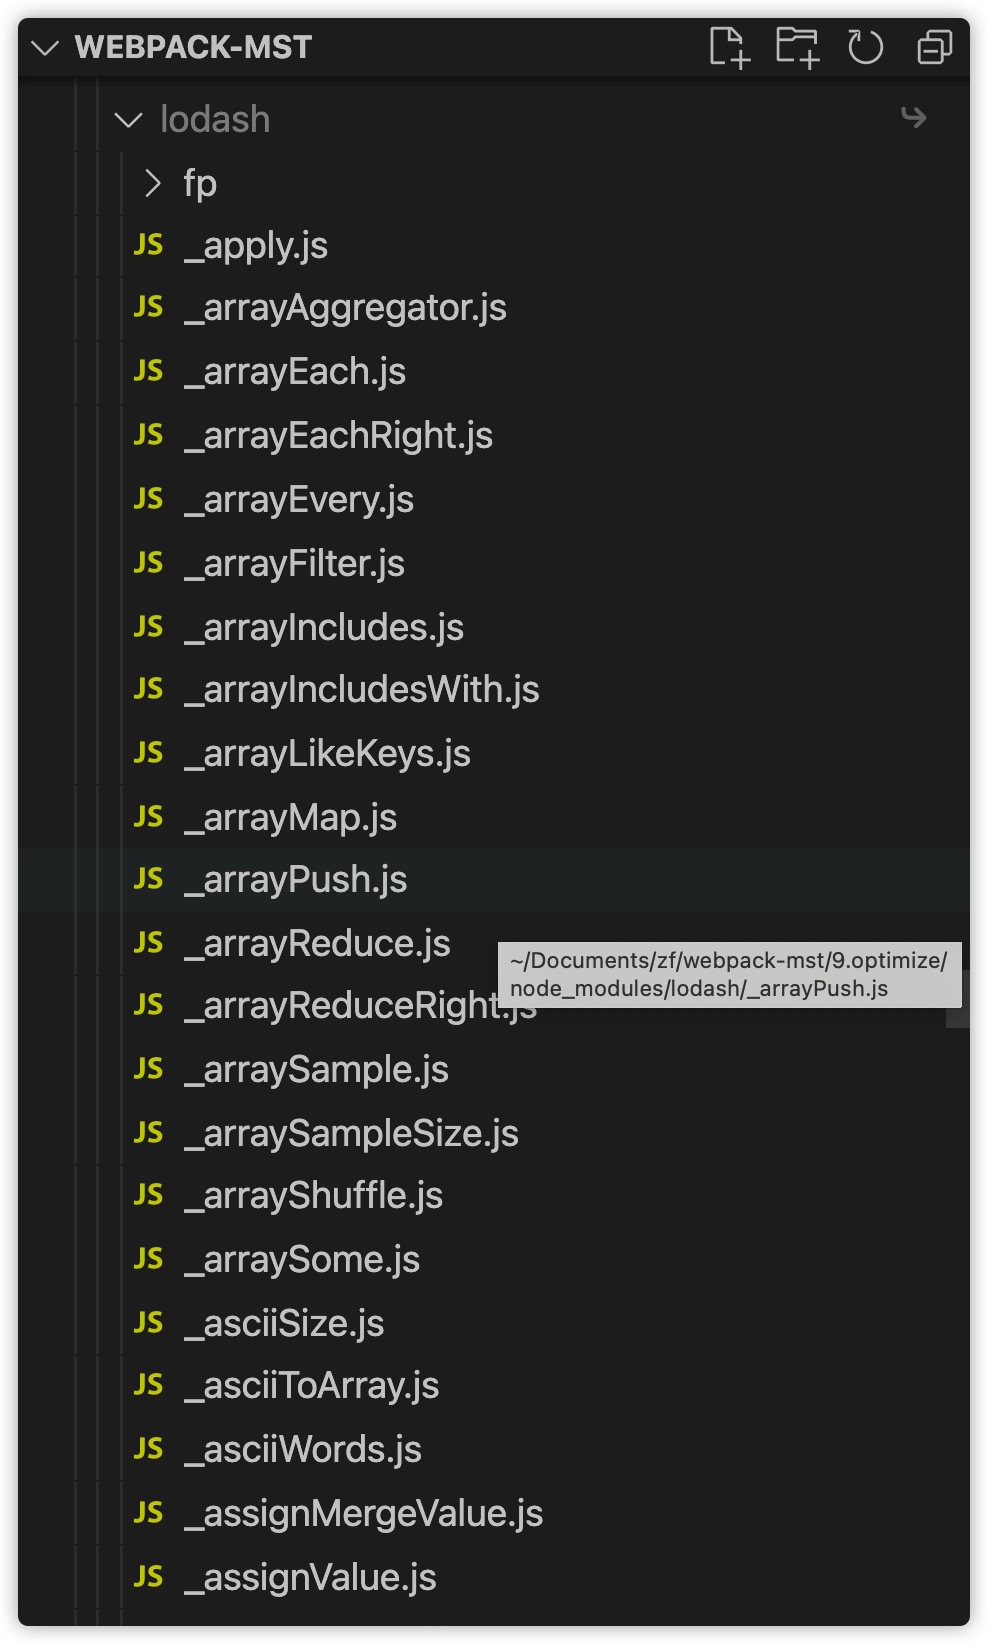 WEBPACK-MST
lodash
fp
JS _apply.js
JS _arrayAggregator.js
JS _arrayEach.js
JS _arrayEachRight.js
JS _arrayEvery.js
JS _arrayFilter.js
JS _arrayIncludes.js
JS _arrayIncludesWith.js
JS _arrayLikeKeys.js
JS _arrayMap.js
JS _arrayPush.js
JS _arrayReduce.js
~/Documents/zf/webpack-mst/9.optimize/
node_modules/lodash/_arrayPush.js
JS _arrayReduceRight.js
JS _arraySample.js
JS _arraySampleSize.js
JS _arrayShuffle.js
JS _arraySome.js
JS _asciiSize.js
JS _asciiToArray.js
JS _asciiWords.js
JS _assignMergeValue.js
JS _assignValue.js